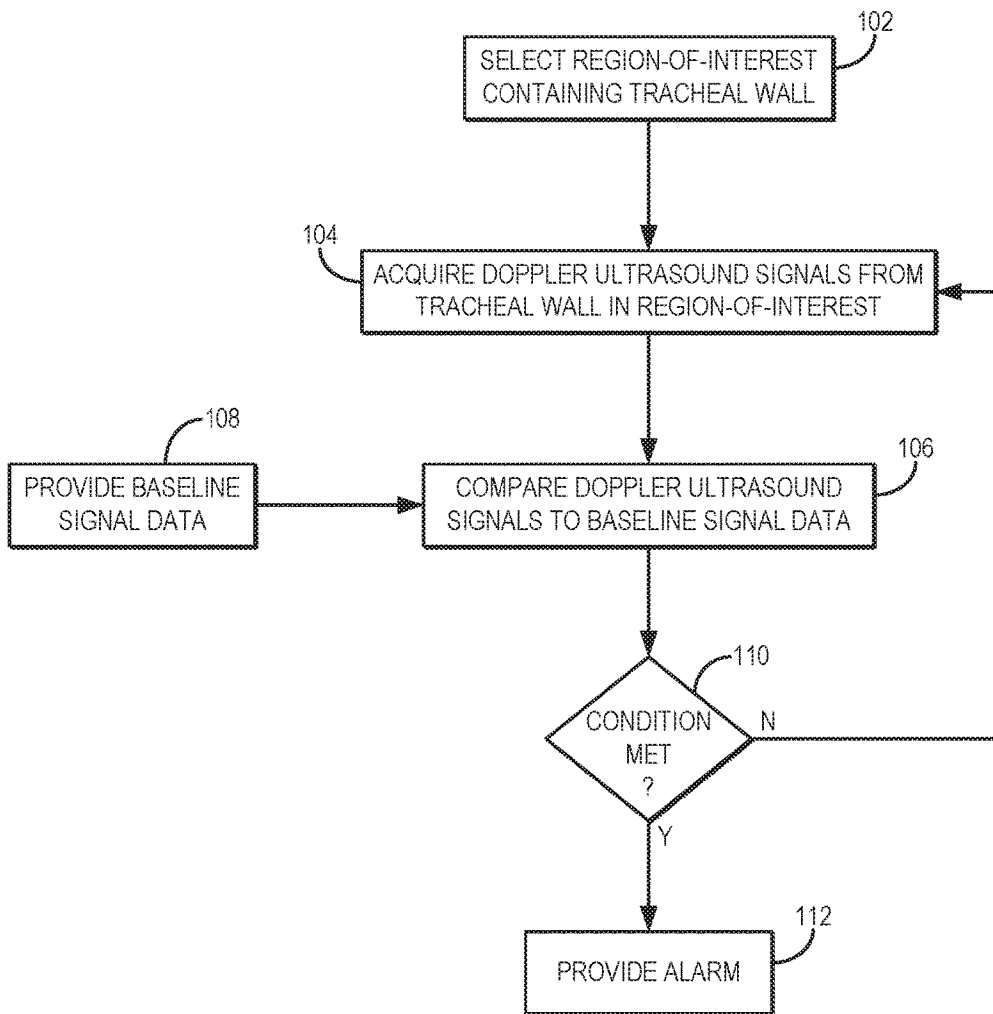 102
SELECT REGION-OF-INTEREST
CONTAINING TRACHEAL WALL
104
ACQUIRE DOPPLER ULTRASOUND SIGNALS FROM
TRACHEAL WALL IN REGION-OF-INTEREST
108
PROVIDE BASELINE
SIGNAL DATA
106
COMPARE DOPPLER ULTRASOUND
SIGNALS TO BASELINE SIGNAL DATA
110
CONDITION
MET
?
N
Y
112
PROVIDE ALARM